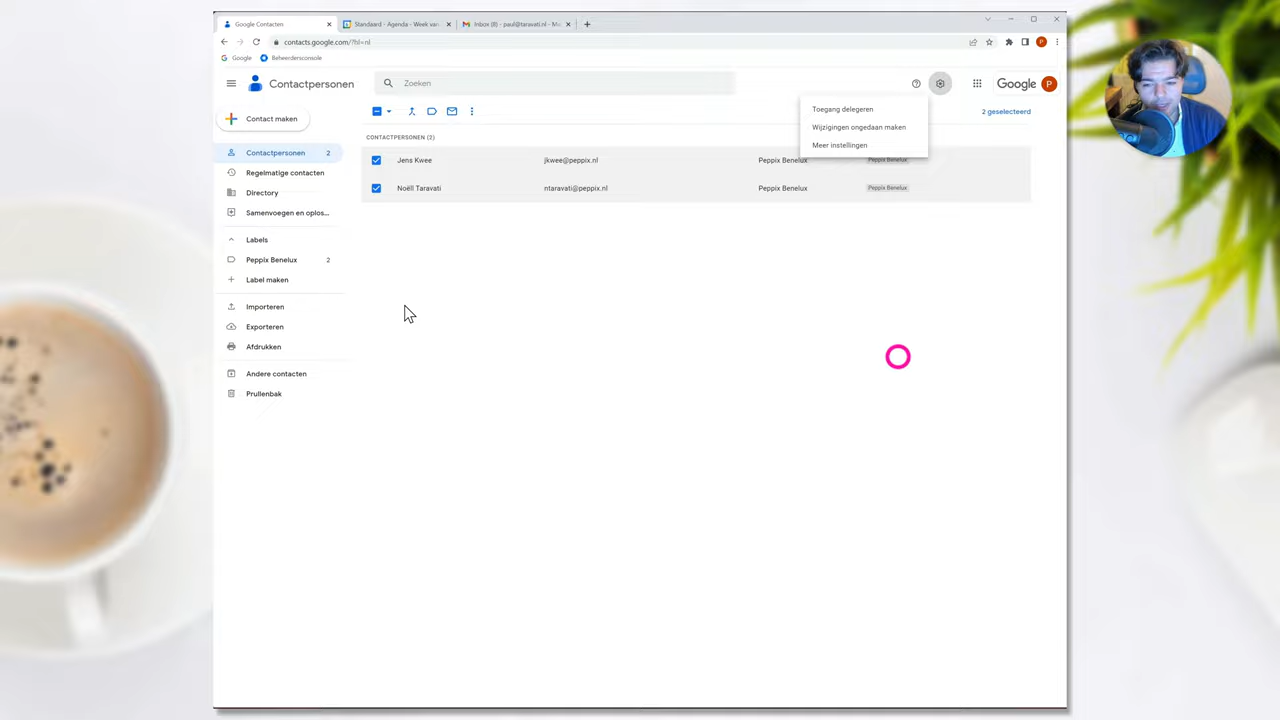 Google Contacten
Standaard - Agenda - Week van
Inbox (8) - paul@taravati.nl - M
contacts.google.com/?hl=nl
Google
Beheerdersconsole
Contactpersonen
Zoeken
Google
P
Contact maken
2 geselecteerd
Toegang delegeren
Wijzigingen ongedaan maken
Meer instellingen
CONTACTPERSONEN (2)
Contactpersonen 2
Jens Kwee jkwee@peppix.nl Peppix Benelux Peppix Benelux
Regelmatige contacten
Noëll Taravati ntaravati@peppix.nl Peppix Benelux Peppix Benelux
Directory
Samenvoegen en oplos...
Labels
Peppix Benelux 2
Label maken
Importeren
Exporteren
Afdrukken
Andere contacten
Prullenbak